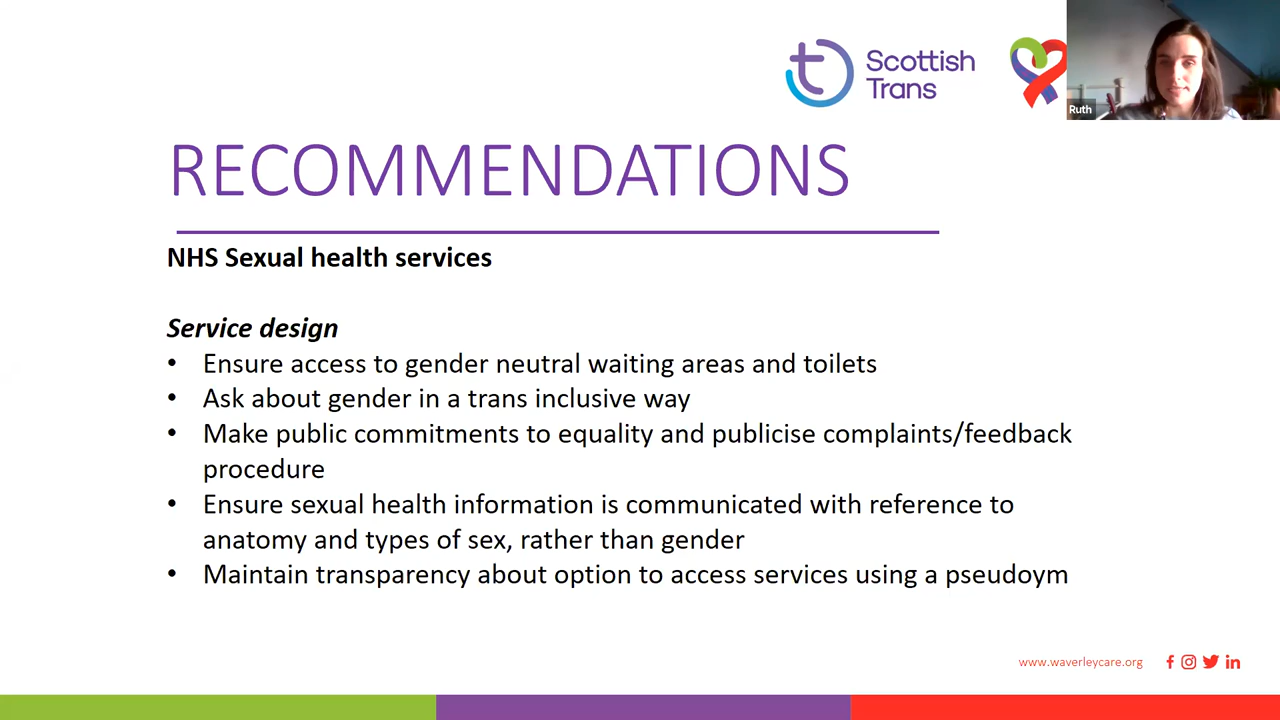 Scottish
Trans
Ruth
RECOMMENDATIONS
NHS Sexual health services
Service design
• Ensure access to gender neutral waiting areas and toilets
• Ask about gender in a trans inclusive way
• Make public commitments to equality and publicise complaints/feedback
procedure
• Ensure sexual health information is communicated with reference to
anatomy and types of sex, rather than gender
• Maintain transparency about option to access services using a pseudoym
www.waverleycare.org